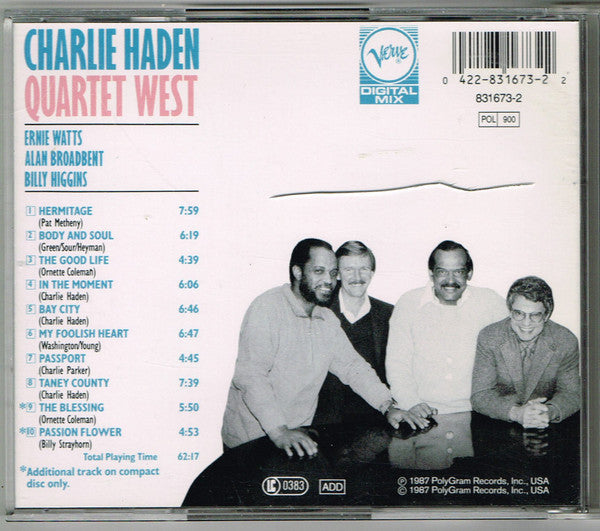 CHARLIE HADEN
QUARTET WEST
ERNIE WATTS
ALAN BROADBENT
BILLY HIGGINS
Verve
DIGITAL
MIX
0 422-831673-2 2
831673-2
POL 900
1 HERMITAGE 7:59
(Pat Metheny)
2 BODY AND SOUL 6:19
(Green/Sour/Heyman)
3 THE GOOD LIFE 4:39
(Ornette Coleman)
4 IN THE MOMENT 6:06
(Charlie Haden)
5 BAY CITY 6:46
(Charlie Haden)
6 MY FOOLISH HEART 6:47
(Washington/Young)
7 PASSPORT 4:45
(Charlie Parker)
8 TANEY COUNTY 7:39
(Charlie Haden)
*9 THE BLESSING 5:50
(Ornette Coleman)
*10 PASSION FLOWER 4:53
(Billy Strayhorn)
Total Playing Time 62:17
*Additional track on compact
disc only.
LC 0383
ADD
℗ 1987 PolyGram Records, Inc., USA
© 1987 PolyGram Records, Inc., USA